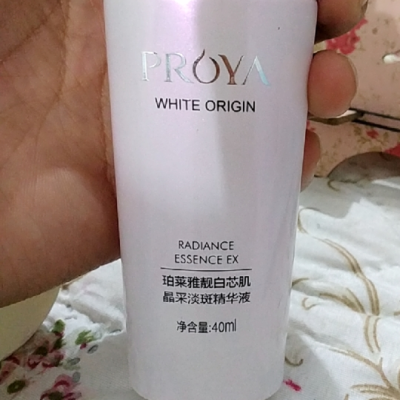 PROYA
WHITE ORIGIN
RADIANCE
ESSENCE EX
珀莱雅靓白芯肌
晶采淡斑精华液
净含量:40ml